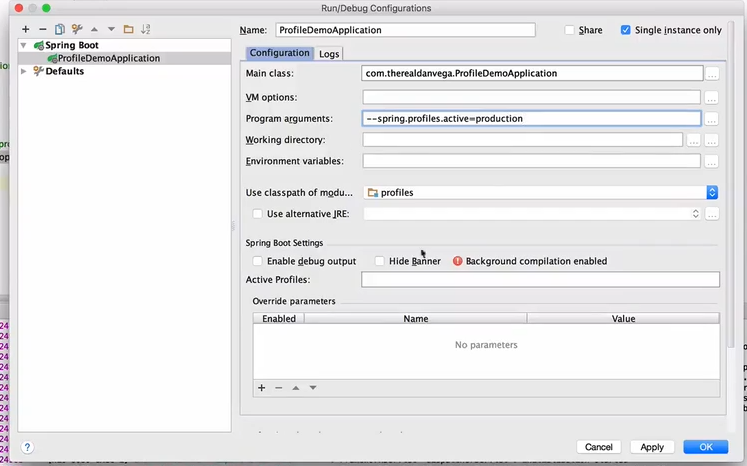 Run/Debug Configurations
Name: ProfileDemoApplication Share Single instance only
Spring Boot
ProfileDemoApplication
Defaults
Configuration Logs
Main class: com.therealdanvega.ProfileDemoApplication ...
VM options: ...
Program arguments: --spring.profiles.active=production ...
Working directory: ... ...
Environment variables: ...
Use classpath of modu... profiles
Use alternative JRE: ...
Spring Boot Settings
Enable debug output Hide Banner Background compilation enabled
Active Profiles:
Override parameters
Enabled Name Value
No parameters
Cancel Apply OK